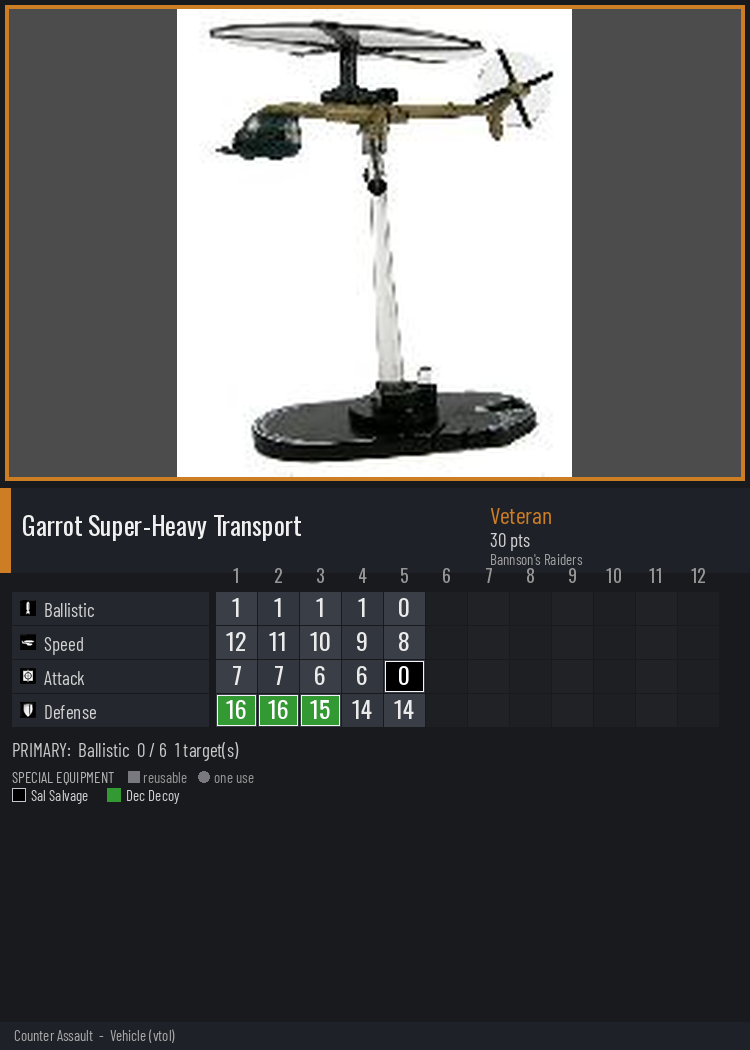 Garrot Super-Heavy Transport
Veteran
30 pts
Bannson's Raiders
1 2 3 4 5 6 7 8 9 10 11 12
Ballistic 1 1 1 1 0
Speed 12 11 10 9 8
Attack 7 7 6 6 0
Defense 16 16 15 14 14
PRIMARY: Ballistic 0 / 6 1 target(s)
SPECIAL EQUIPMENT reusable one use
Sal Salvage Dec Decoy
Counter Assault - Vehicle (vtol)